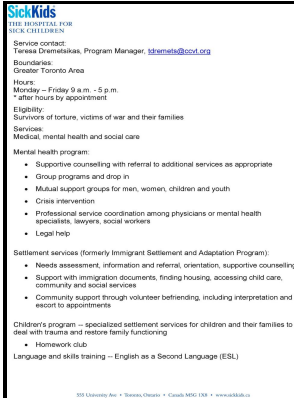 SickKids
THE HOSPITAL FOR
SICK CHILDREN
Service contact:
Teresa Dremetsikas, Program Manager, tdremets@ccvt.org
Boundaries:
Greater Toronto Area
Hours:
Monday – Friday 9 a.m. - 5 p.m.
* after hours by appointment
Eligibility:
Survivors of torture, victims of war and their families
Services:
Medical, mental health and social care
Mental health program:
• Supportive counselling with referral to additional services as appropriate
• Group programs and drop in
• Mutual support groups for men, women, children and youth
• Crisis intervention
• Professional service coordination among physicians or mental health
specialists, lawyers, social workers
• Legal help
Settlement services (formerly Immigrant Settlement and Adaptation Program):
• Needs assessment, information and referral, orientation, supportive counselling
• Support with immigration documents, finding housing, accessing child care,
community and social services
• Community support through volunteer befriending, including interpretation and
escort to appointments
Children's program -- specialized settlement services for children and their families to
deal with trauma and restore family functioning
• Homework club
Language and skills training -- English as a Second Language (ESL)
555 University Ave • Toronto, Ontario • Canada M5G 1X8 • www.sickkids.ca